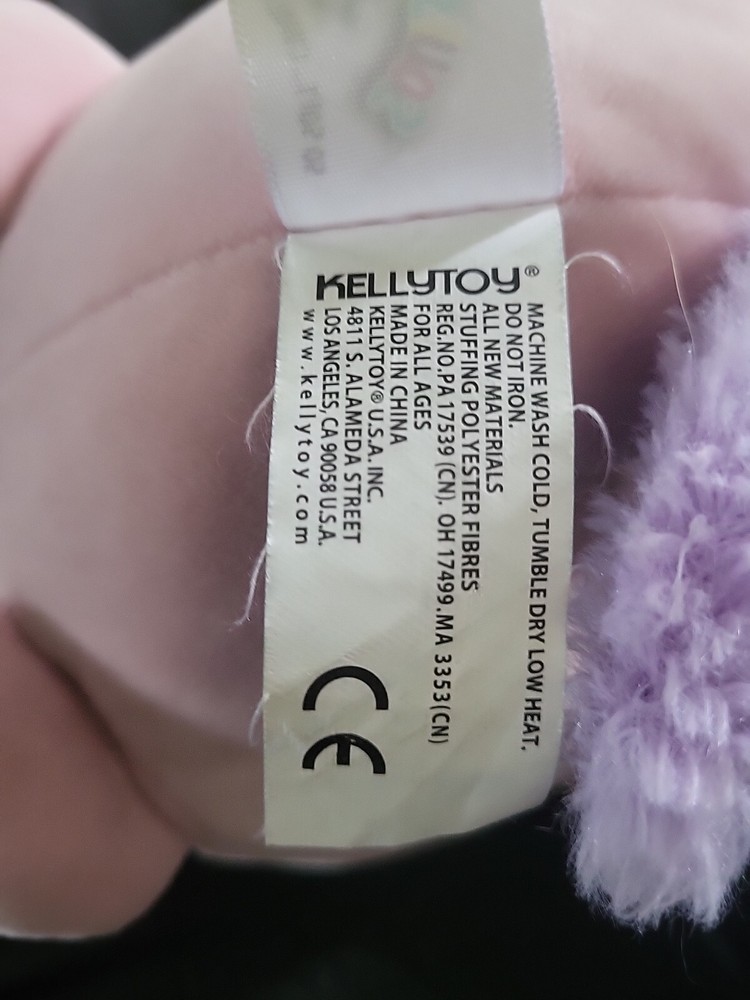 KELLYTOY®
MACHINE WASH COLD, TUMBLE DRY LOW HEAT.
DO NOT IRON.
ALL NEW MATERIALS
STUFFING POLYESTER FIBRES
REG.NO.PA 17539 (CN). OH 17499.MA 3353(CN)
FOR ALL AGES
MADE IN CHINA
KELLYTOY® U.S.A. INC.
4811 S. ALAMEDA STREET
LOS ANGELES, CA 90058 U.S.A.
www.kellytoy.com
CE